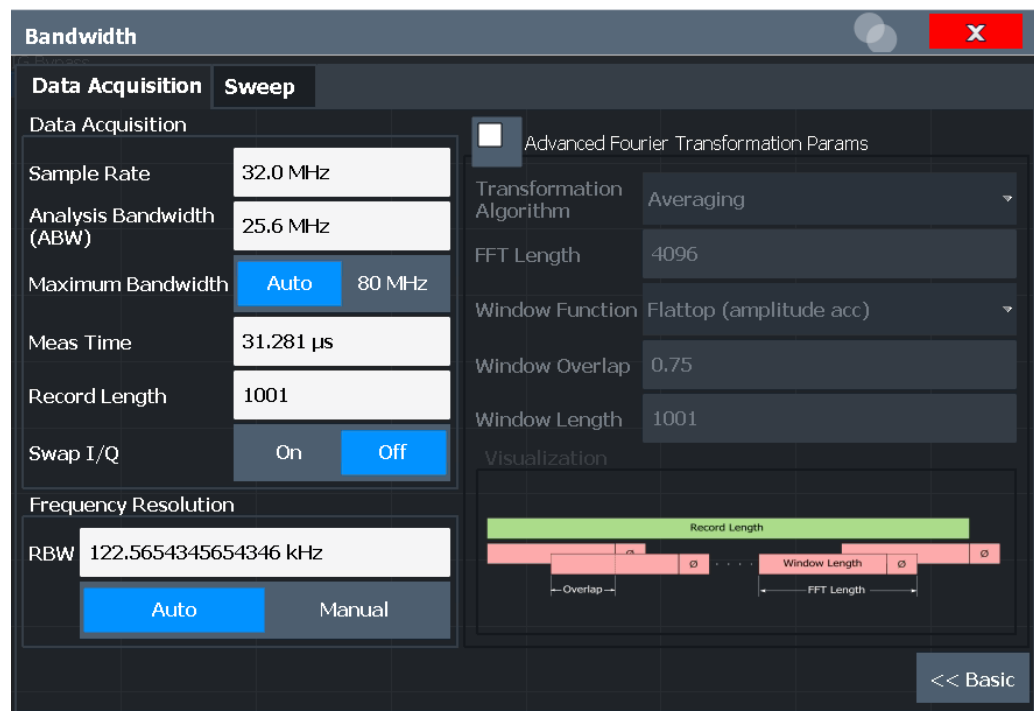 Bandwidth
X
G Bypass
Data Acquisition
Sweep
Data Acquisition
Sample Rate
32.0 MHz
Analysis Bandwidth
(ABW)
25.6 MHz
Maximum Bandwidth
Auto
80 MHz
Meas Time
31.281 µs
Record Length
1001
Swap I/Q
On
Off
Frequency Resolution
RBW
122.5654345654346 kHz
Auto
Manual
Advanced Fourier Transformation Params
Transformation
Algorithm
Averaging
FFT Length
4096
Window Function
Flattop (amplitude acc)
Window Overlap
0.75
Window Length
1001
Visualization
Record Length
Ø
Ø
Ø
Window Length
Ø
Overlap
FFT Length
<< Basic